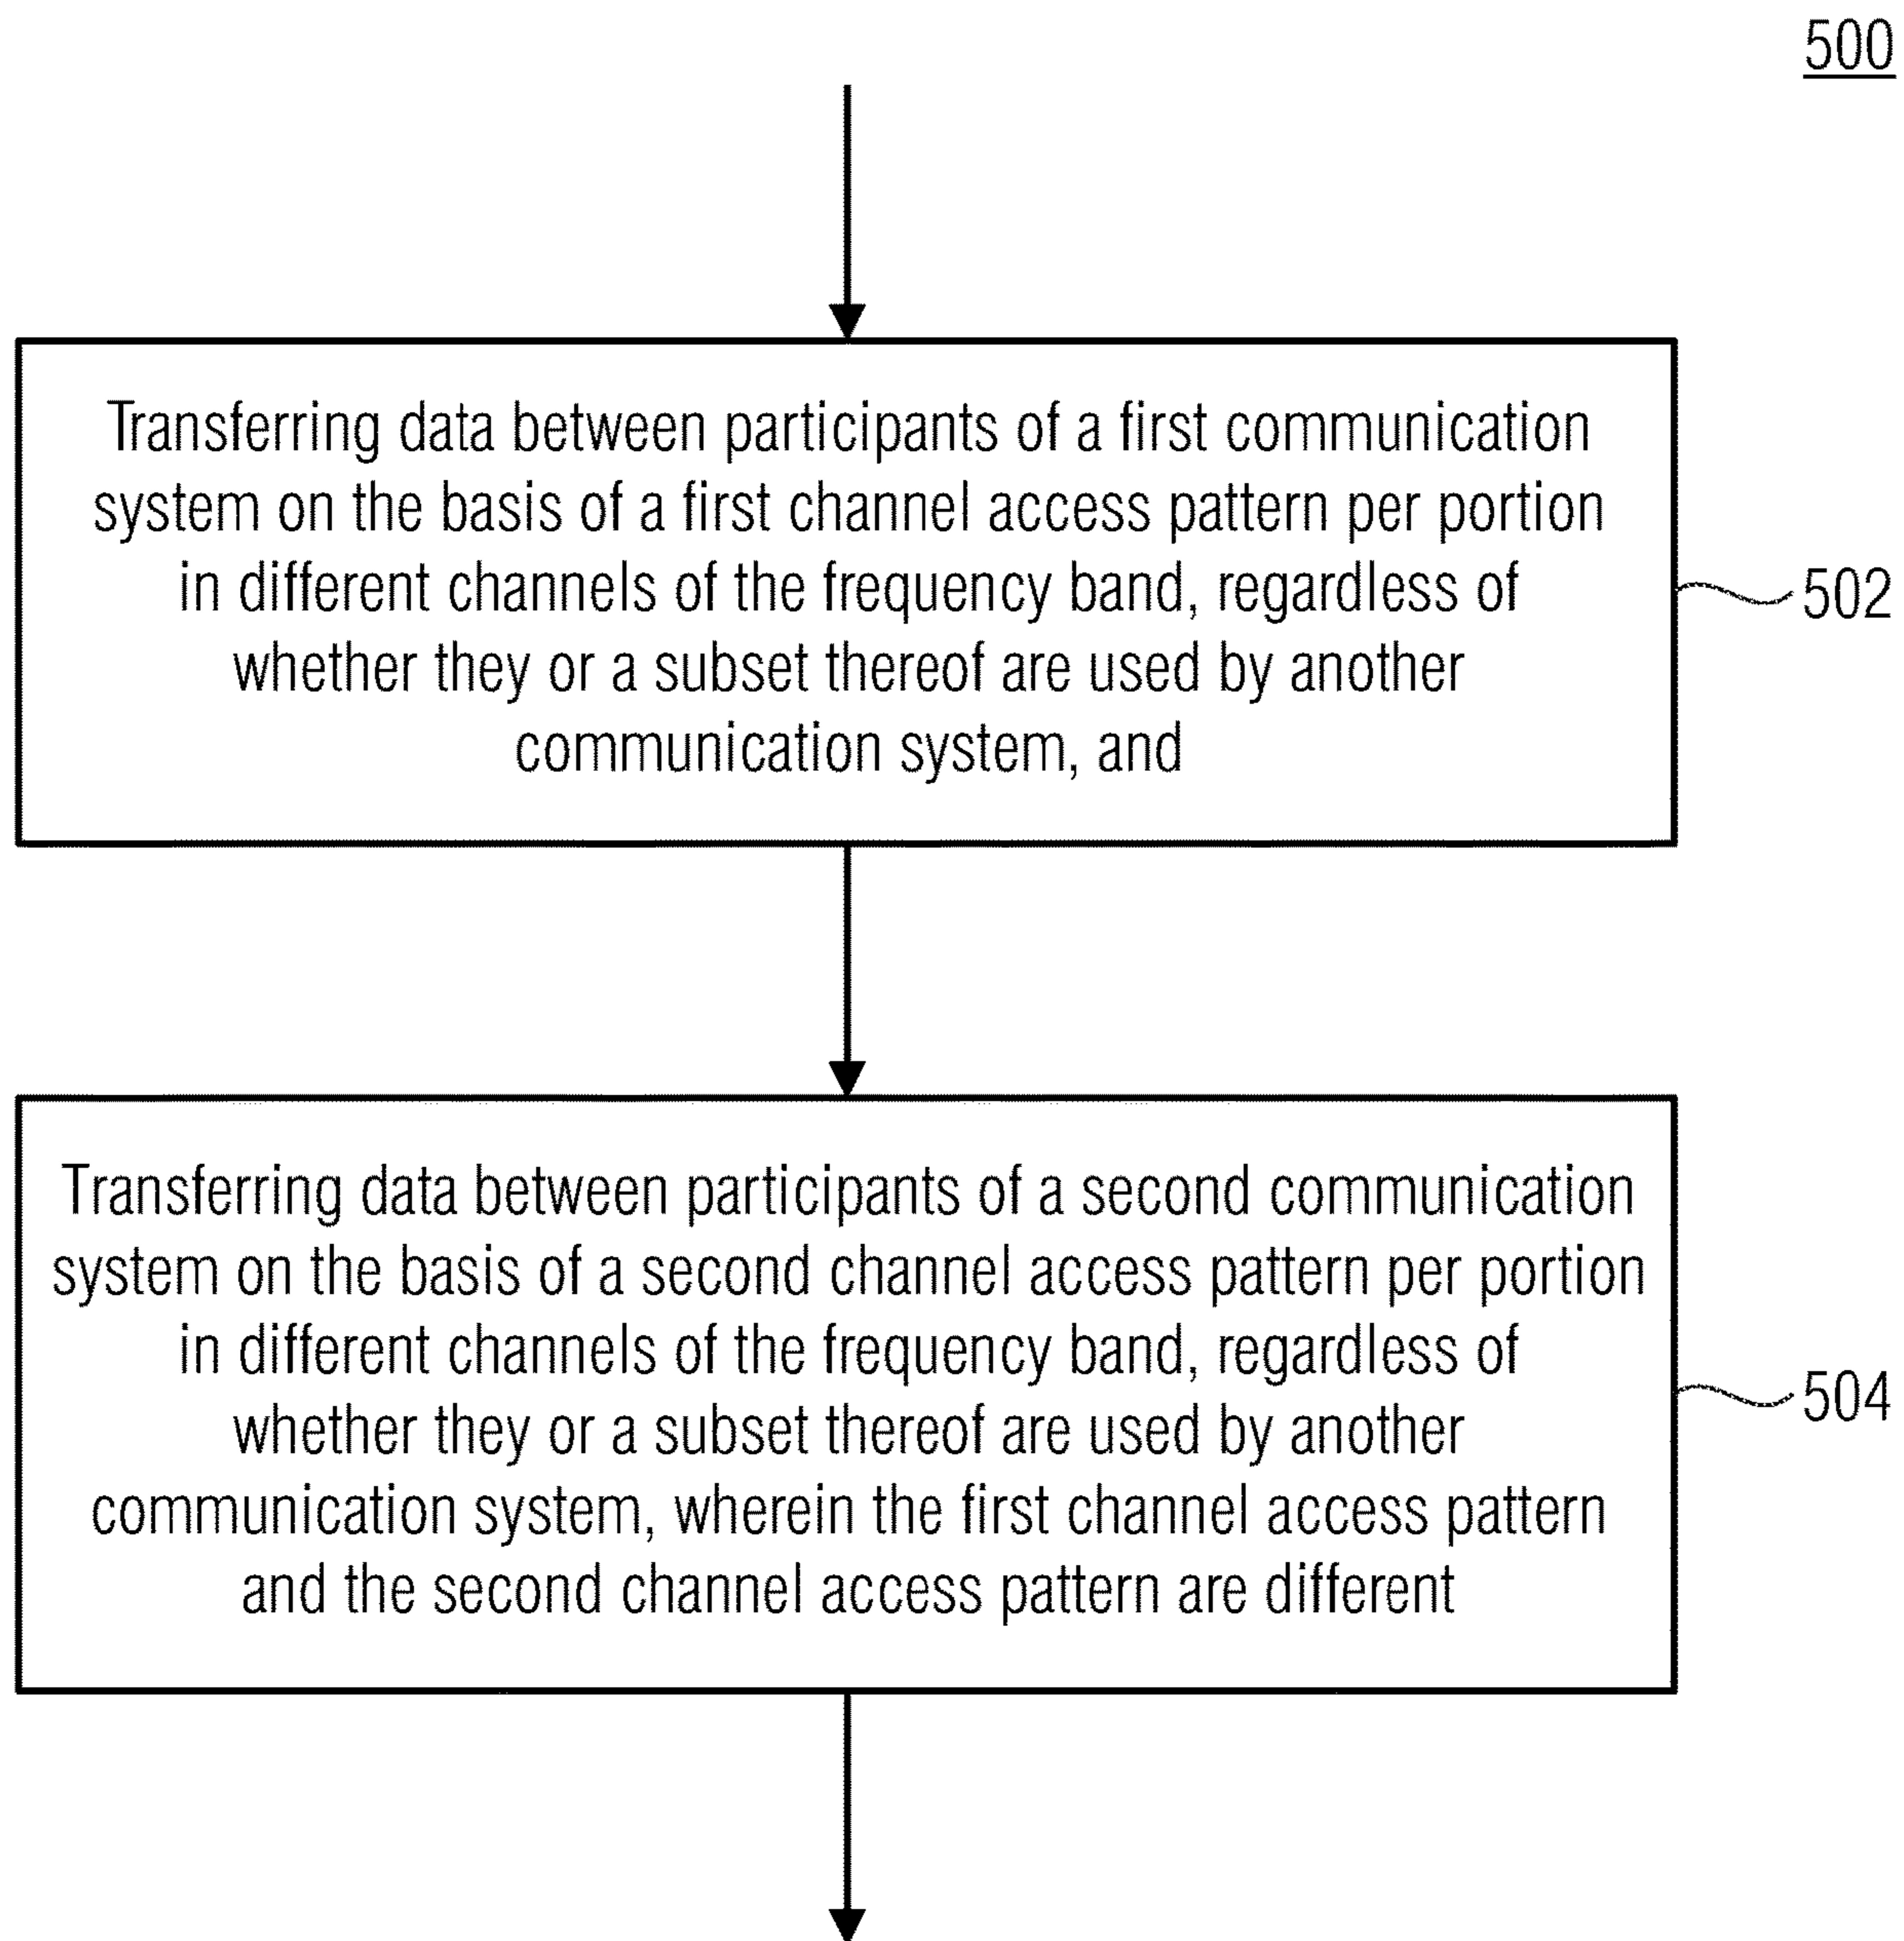 500
Transferring data between participants of a first communication
system on the basis of a first channel access pattern per portion
in different channels of the frequency band, regardless of
whether they or a subset thereof are used by another
communication system, and
502
Transferring data between participants of a second communication
system on the basis of a second channel access pattern per portion
in different channels of the frequency band, regardless of
whether they or a subset thereof are used by another
communication system, wherein the first channel access pattern
and the second channel access pattern are different
504